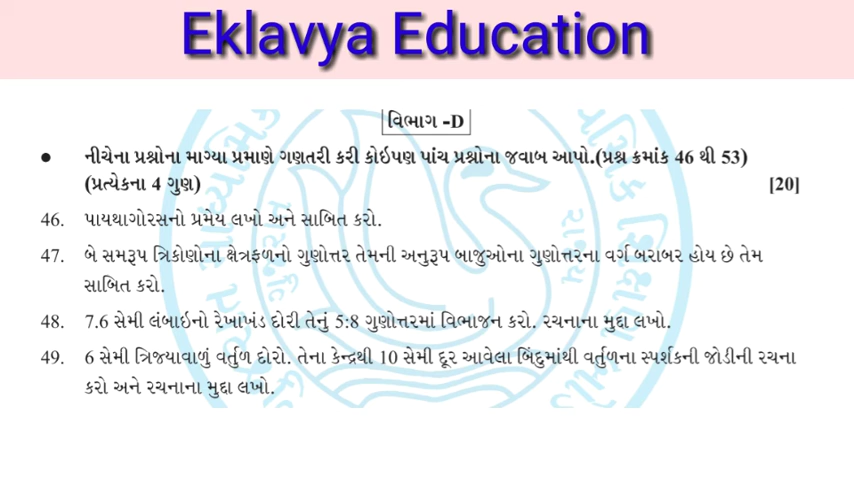 Eklavya Education
વિભાગ -D
● નીચેના પ્રશ્નોના માગ્યા પ્રમાણે ગણતરી કરી કોઇપણ પાંચ પ્રશ્નોના જવાબ આપો.(પ્રશ્ન ક્રમાંક 46 થી 53)
(પ્રત્યેકના 4 ગુણ) [20]
46. પાયથાગોરસનો પ્રમેય લખો અને સાબિત કરો.
47. બે સમરૂપ ત્રિકોણોના ક્ષેત્રફળનો ગુણોત્તર તેમની અનુરૂપ બાજુઓના ગુણોત્તરના વર્ગ બરાબર હોય છે તેમ
સાબિત કરો.
48. 7.6 સેમી લંબાઇનો રેખાખંડ દોરી તેનું 5:8 ગુણોત્તરમાં વિભાજન કરો. રચનાના મુદ્દા લખો.
49. 6 સેમી ત્રિજ્યાવાળું વર્તુળ દોરો. તેના કેન્દ્રથી 10 સેમી દૂર આવેલા બિંદુમાંથી વર્તુળના સ્પર્શકની જોડીની રચના
કરો અને રચનાના મુદ્દા લખો.